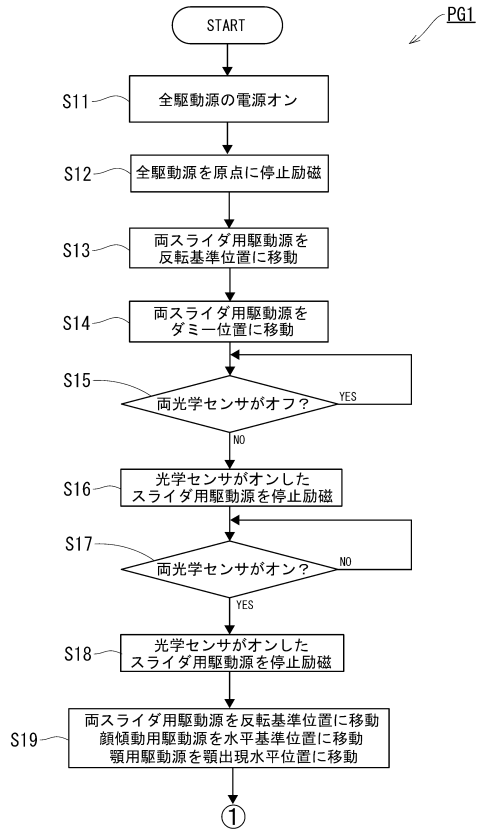 START
PG1
S11
全駆動源の電源オン
S12
全駆動源を原点に停止励磁
S13
両スライダ用駆動源を
反転基準位置に移動
S14
両スライダ用駆動源を
ダミー位置に移動
S15
両光学センサがオフ？
YES
NO
S16
光学センサがオンした
スライダ用駆動源を停止励磁
S17
両光学センサがオン？
NO
YES
S18
光学センサがオンした
スライダ用駆動源を停止励磁
S19
両スライダ用駆動源を反転基準位置に移動
顔傾動用駆動源を水平基準位置に移動
顎用駆動源を顎出現水平位置に移動
①